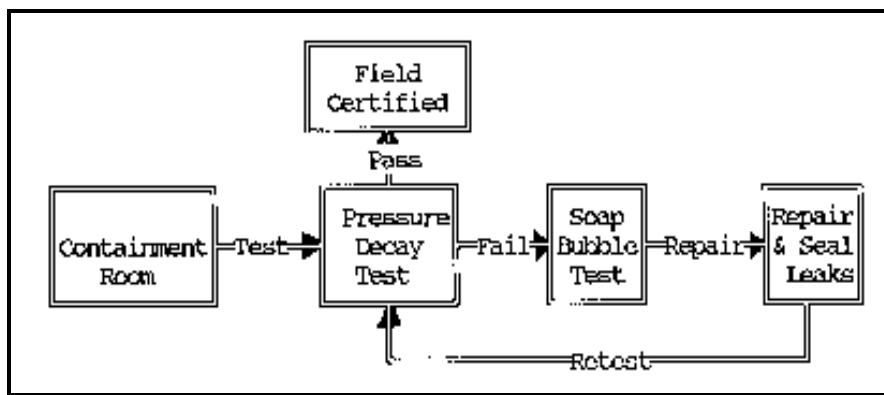 Field
Certified
Pass
Containment
Room
Test
Pressure
Decay
Test
Fail
Soap
Bubble
Test
Repair
Repair
& Seal
Leaks
Retest